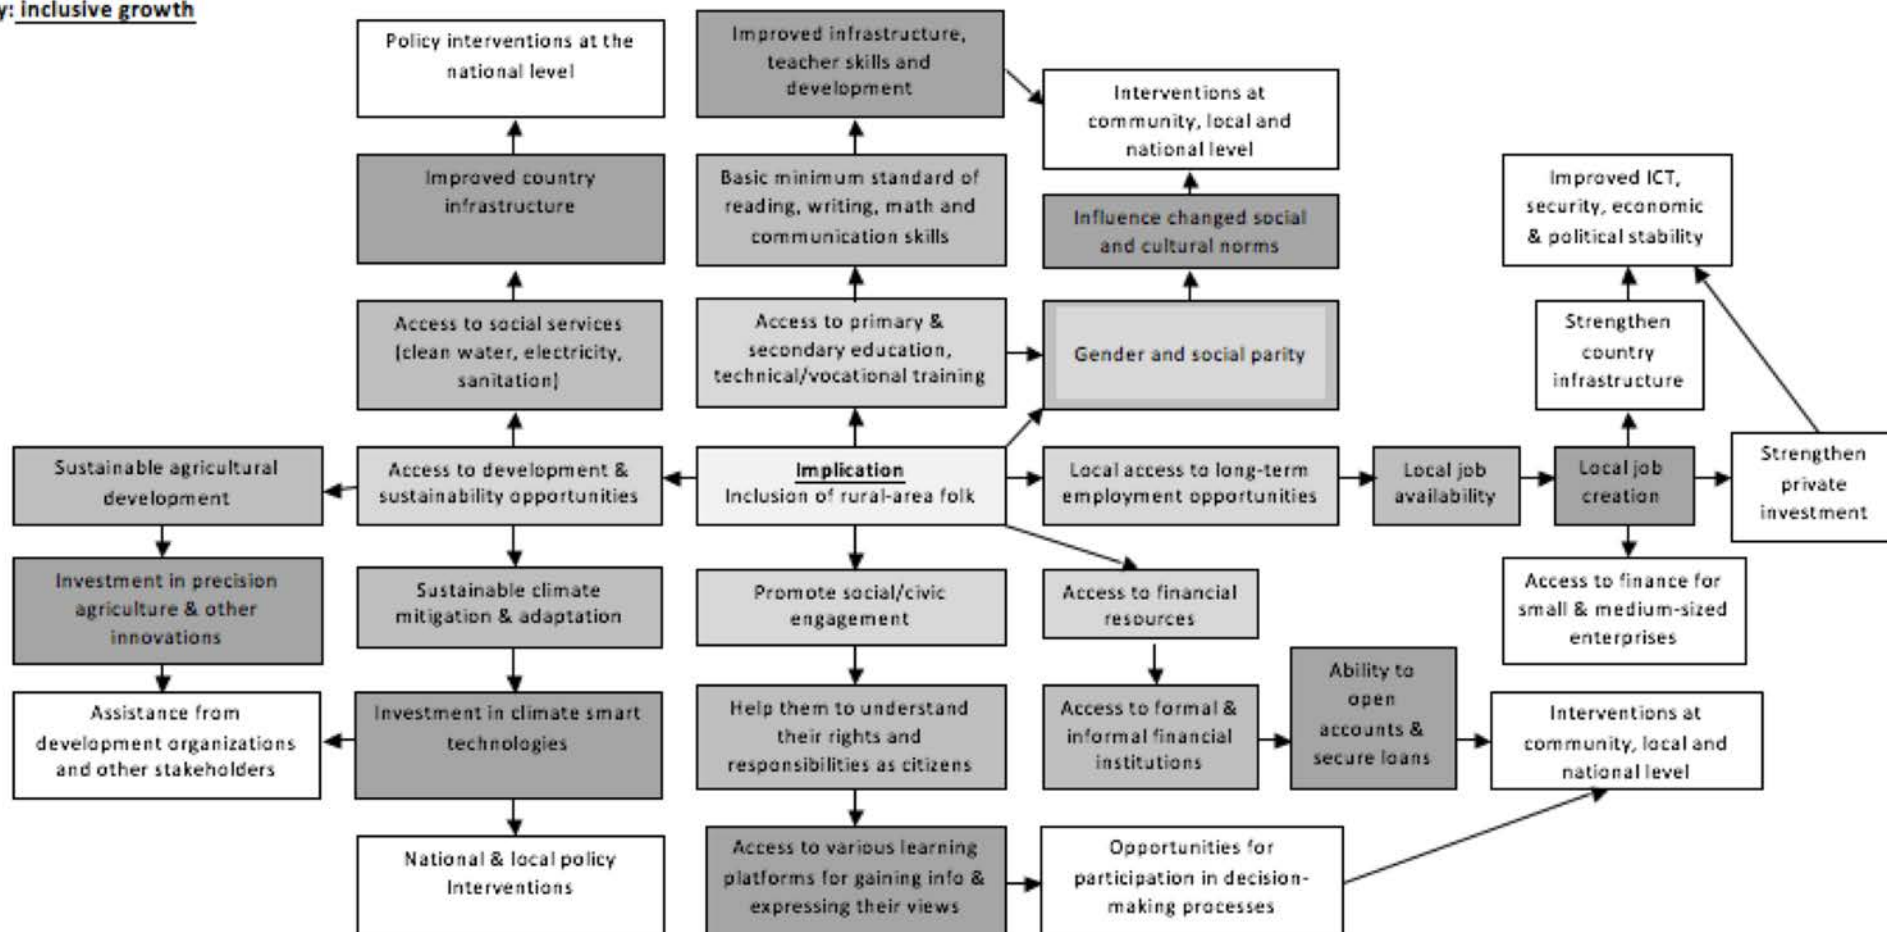 y: inclusive growth
Policy interventions at the
national level
Improved infrastructure,
teacher skills and
development
Interventions at
community, local and
national level
Improved country
infrastructure
Basic minimum standard of
reading, writing, math and
communication skills
Influence changed social
and cultural norms
Improved ICT,
security, economic
& political stability
Access to social services
(clean water, electricity,
sanitation)
Access to primary &
secondary education,
technical/vocational training
Gender and social parity
Strengthen
country
infrastructure
Sustainable agricultural
development
Access to development &
sustainability opportunities
Implication
Inclusion of rural-area folk
Local access to long-term
employment opportunities
Local job
availability
Local job
creation
Strengthen
private
investment
Investment in precision
agriculture & other
innovations
Sustainable climate
mitigation & adaptation
Promote social/civic
engagement
Access to financial
resources
Access to finance for
small & medium-sized
enterprises
Assistance from
development organizations
and other stakeholders
Investment in climate smart
technologies
Help them to understand
their rights and
responsibilities as citizens
Access to formal &
informal financial
institutions
Ability to
open
accounts &
secure loans
Interventions at
community, local and
national level
National & local policy
Interventions
Access to various learning
platforms for gaining info &
expressing their views
Opportunities for
participation in decision-
making processes